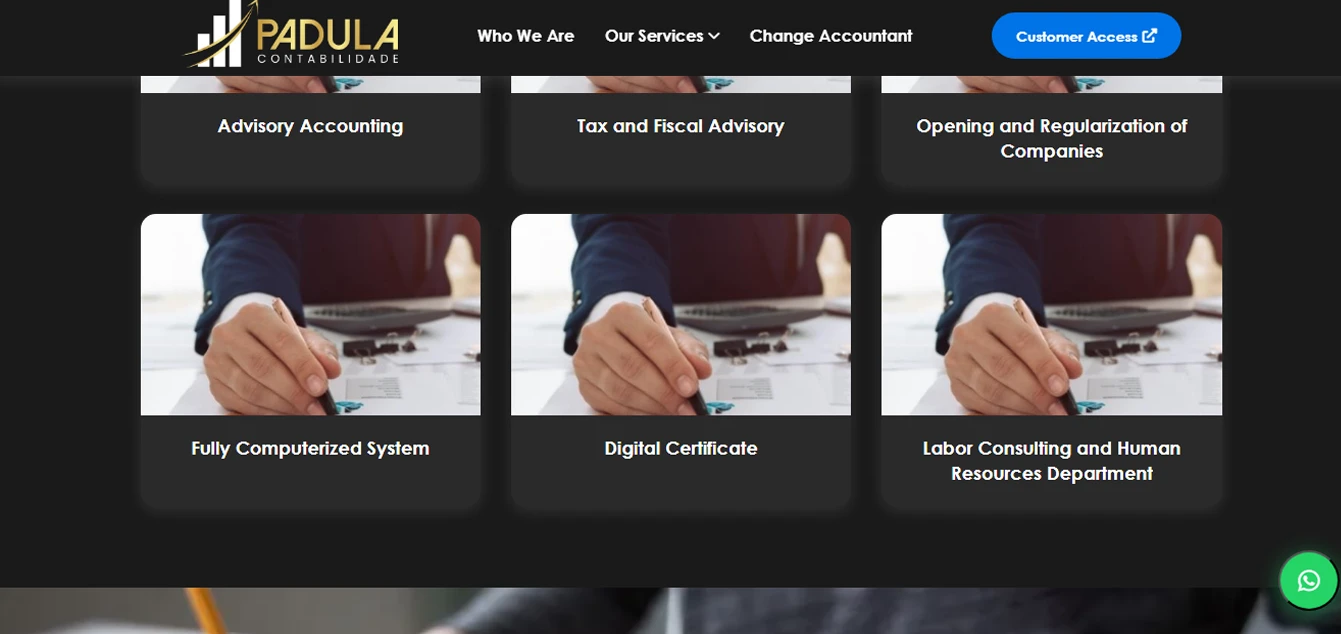 PADULA
CONTABILIDADE
Who We Are
Our Services
Change Accountant
Customer Access
Advisory Accounting
Tax and Fiscal Advisory
Opening and Regularization of
Companies
Fully Computerized System
Digital Certificate
Labor Consulting and Human
Resources Department